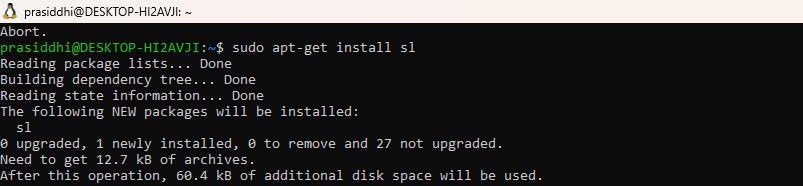 prasiddhi@DESKTOP-HI2AVJI: ~
Abort.
prasiddhi@DESKTOP-HI2AVJI:~$ sudo apt-get install sl
Reading package lists... Done
Building dependency tree... Done
Reading state information... Done
The following NEW packages will be installed:
  sl
0 upgraded, 1 newly installed, 0 to remove and 27 not upgraded.
Need to get 12.7 kB of archives.
After this operation, 60.4 kB of additional disk space will be used.